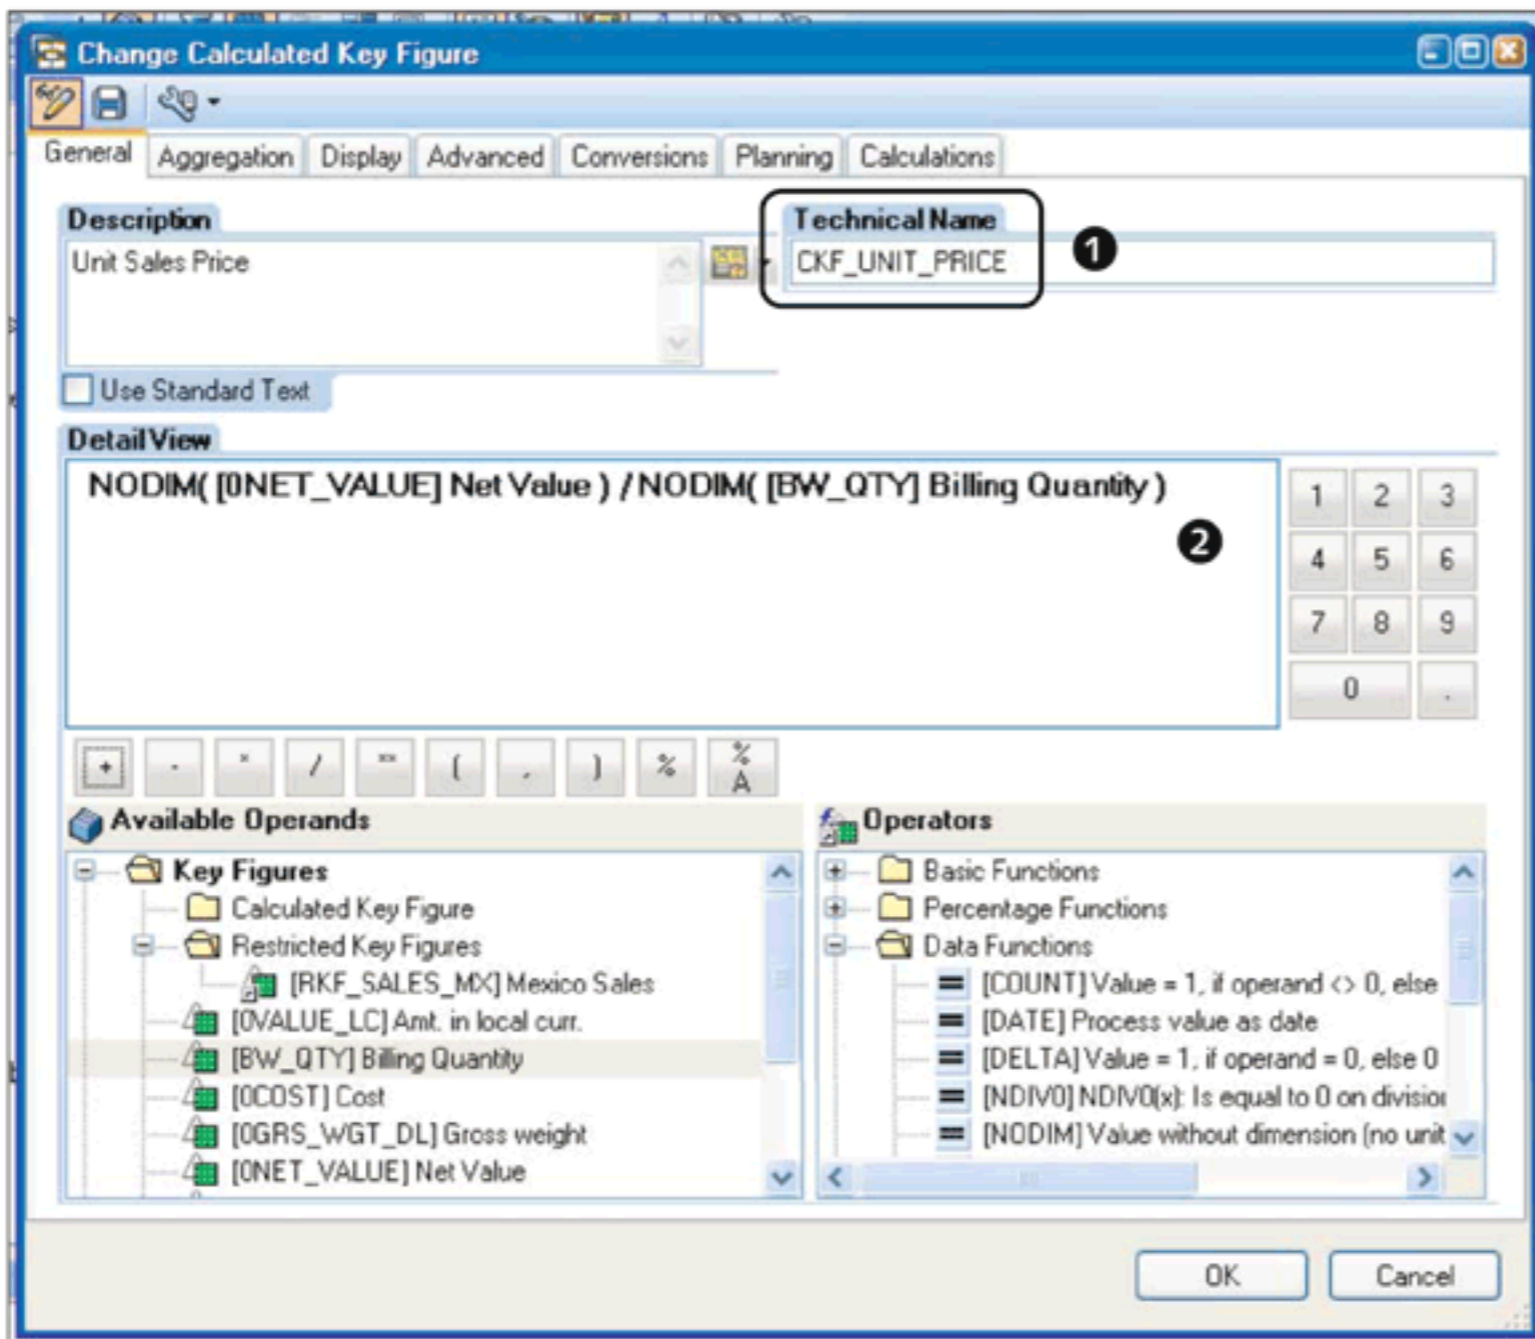 Change Calculated Key Figure
General Aggregation Display Advanced Conversions Planning Calculations
Description
Technical Name
Unit Sales Price
CKF_UNIT_PRICE
1
Use Standard Text
Detail View
NODIM( [0NET_VALUE] Net Value ) / NODIM( [BW_QTY] Billing Quantity )
2
1 2 3
4 5 6
7 8 9
0 .
+ - * / ** ( , ) % %A
Available Operands
Operators
Key Figures
Calculated Key Figure
Restricted Key Figures
[RKF_SALES_MX] Mexico Sales
[0VALUE_LC] Amt. in local curr.
[BW_QTY] Billing Quantity
[0COST] Cost
[0GRS_WGT_DL] Gross weight
[0NET_VALUE] Net Value
Basic Functions
Percentage Functions
Data Functions
[COUNT] Value = 1, if operand <> 0, else
[DATE] Process value as date
[DELTA] Value = 1, if operand = 0, else 0
[NDIV0] NDIV0(x): Is equal to 0 on division
[NODIM] Value without dimension (no unit
OK
Cancel